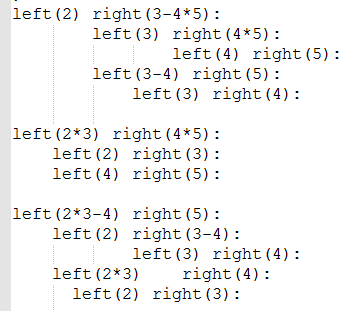 left(2) right(3-4*5):
left(3) right(4*5):
left(4) right(5):
left(3-4) right(5):
left(3) right(4):
left(2*3) right(4*5):
left(2) right(3):
left(4) right(5):
left(2*3-4) right(5):
left(2) right(3-4):
left(3) right(4):
left(2*3) right(4):
left(2) right(3):